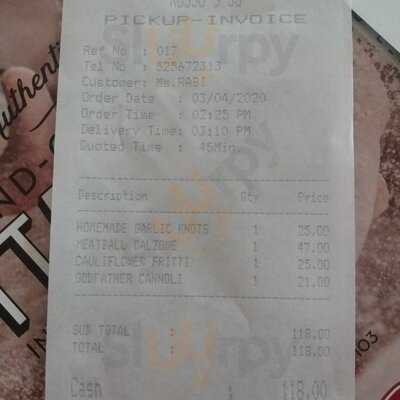 PICKUP-INVOICE
Ref No : 017
Tel No : 525672313
Customer: Ms.RABI
Order Date : 03/04/2020
Order Time : 02:25 PM
Delivery Time: 03:10 PM
Quoted Time : 45Min.
Description Qty Price
HOMEMADE GARLIC KNOTS 1 25.00
MEATBALL CALZONE 1 47.00
CAULIFLOWER FRITTI 1 25.00
GODFATHER CANNOLI 1 21.00
SUB TOTAL : 118.00
TOTAL : 118.00
Cash : 118.00
Sluurpy